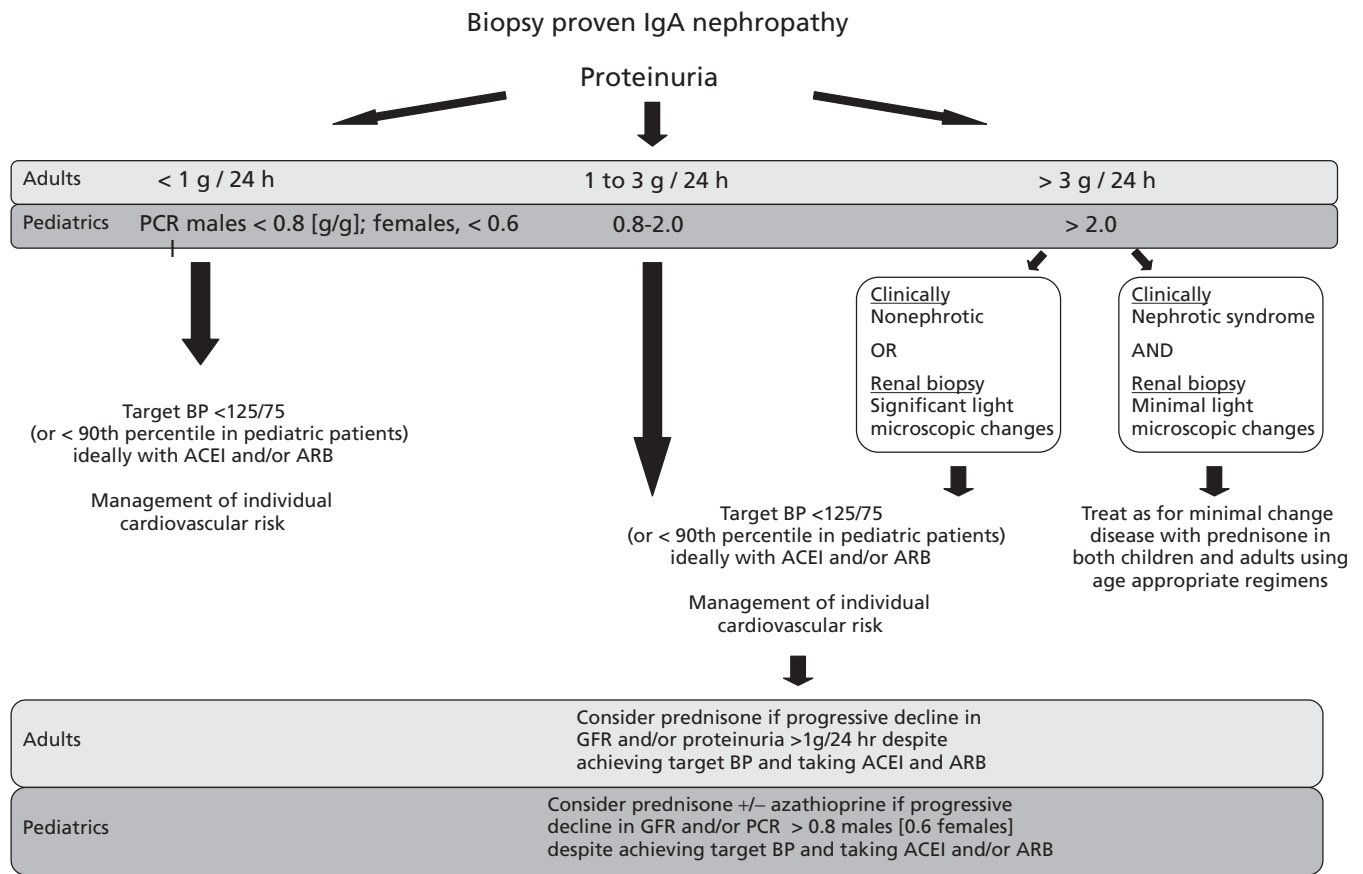 Biopsy proven IgA nephropathy
Proteinuria
Adults < 1 g / 24 h 1 to 3 g / 24 h > 3 g / 24 h
Pediatrics PCR males < 0.8 [g/g]; females, < 0.6 0.8-2.0 > 2.0
Target BP <125/75
(or < 90th percentile in pediatric patients)
ideally with ACEI and/or ARB
Management of individual
cardiovascular risk
Clinically
Nonephrotic
OR
Renal biopsy
Significant light
microscopic changes
Clinically
Nephrotic syndrome
AND
Renal biopsy
Minimal light
microscopic changes
Target BP <125/75
(or < 90th percentile in pediatric patients)
ideally with ACEI and/or ARB
Management of individual
cardiovascular risk
Treat as for minimal change
disease with prednisone in
both children and adults using
age appropriate regimens
Adults
Consider prednisone if progressive decline in
GFR and/or proteinuria >1g/24 hr despite
achieving target BP and taking ACEI and ARB
Pediatrics
Consider prednisone +/– azathioprine if progressive
decline in GFR and/or PCR > 0.8 males [0.6 females]
despite achieving target BP and taking ACEI and/or ARB